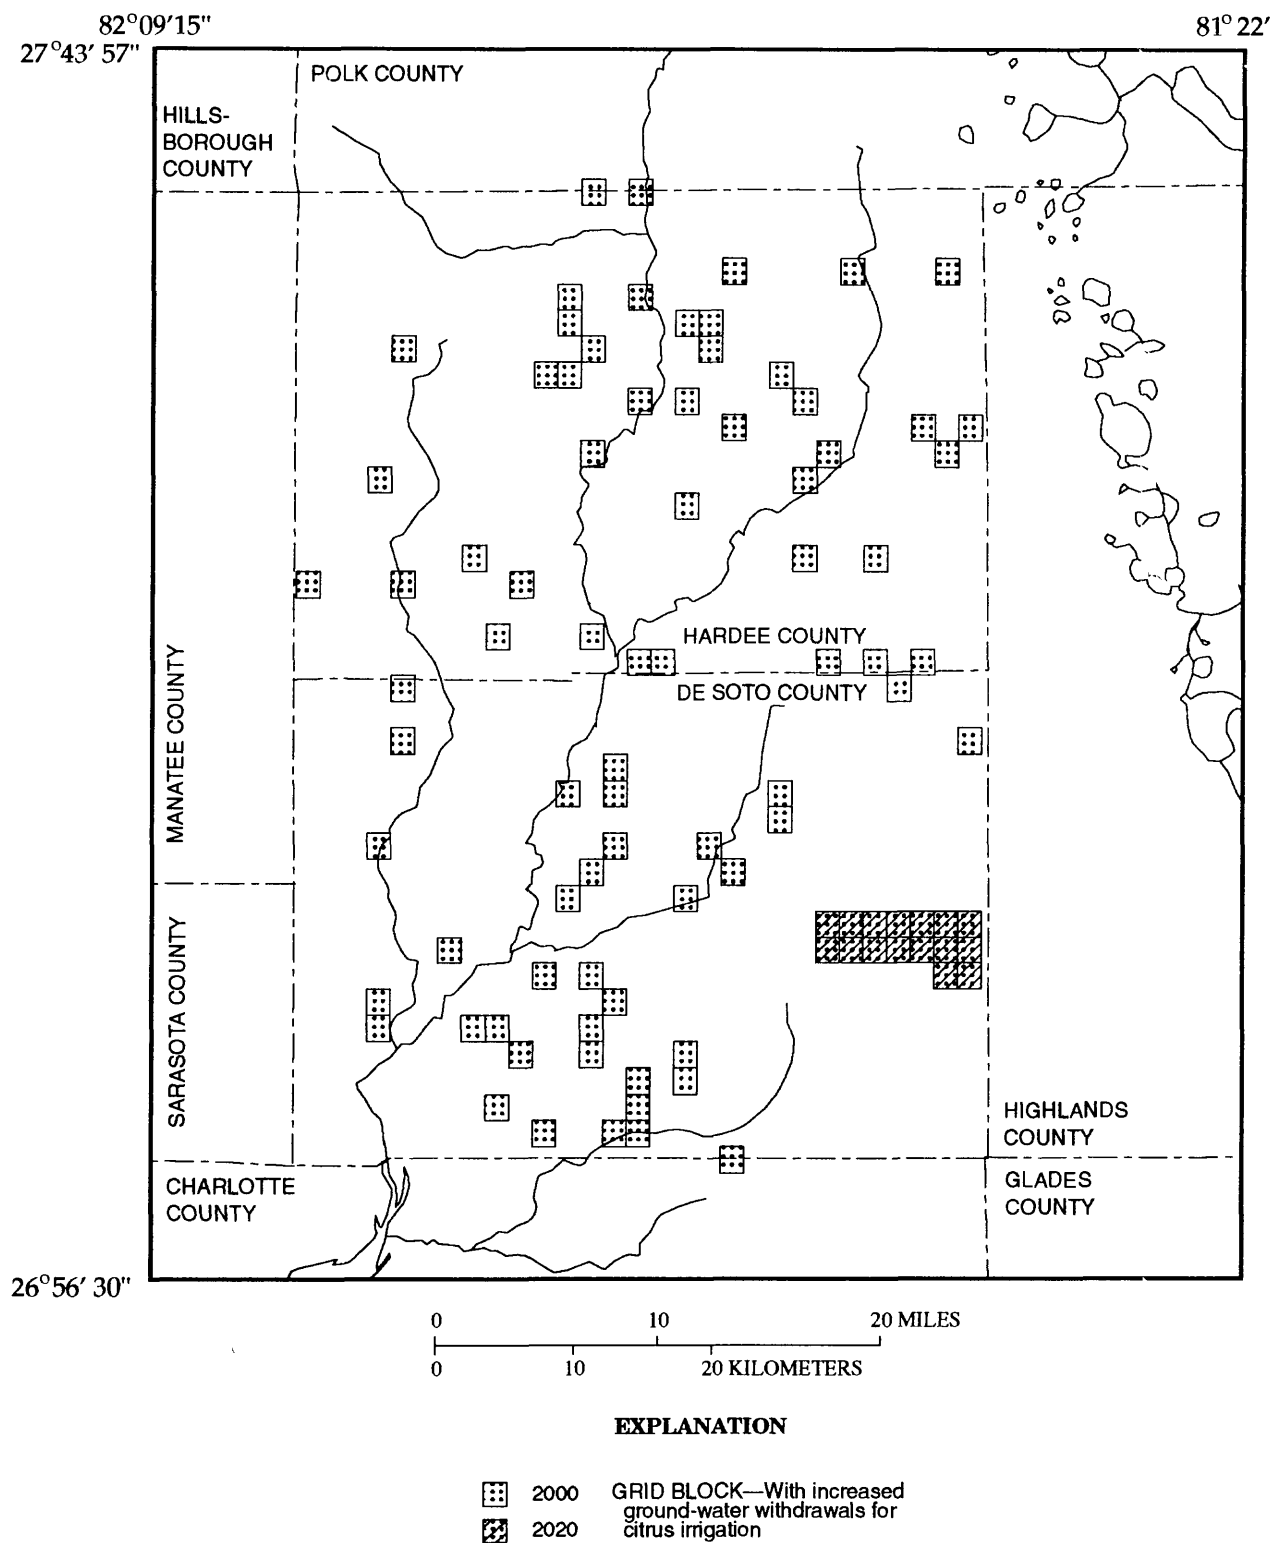 82°09'15"
81°22'
27°43'57"
POLK COUNTY
HILLS-
BOROUGH
COUNTY
HARDEE COUNTY
DE SOTO COUNTY
MANATEE COUNTY
SARASOTA COUNTY
HIGHLANDS
COUNTY
CHARLOTTE
COUNTY
GLADES
COUNTY
26°56'30"
0 10 20 MILES
0 10 20 KILOMETERS
EXPLANATION
2000 GRID BLOCK—With increased
ground-water withdrawals for
2020 citrus irrigation